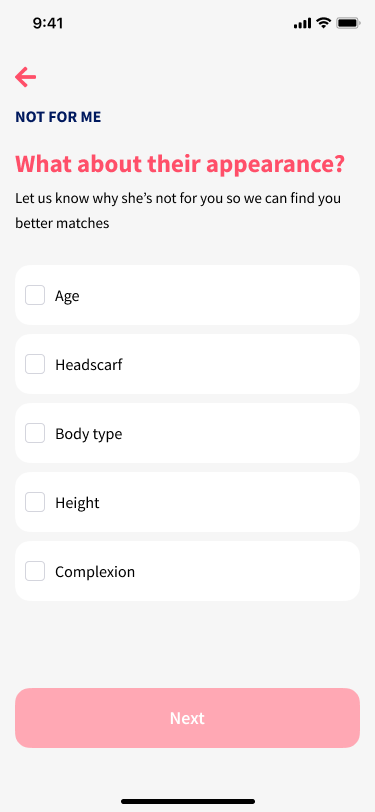 9:41
NOT FOR ME
What about their appearance?
Let us know why she’s not for you so we can find you
better matches
Age
Headscarf
Body type
Height
Complexion
Next